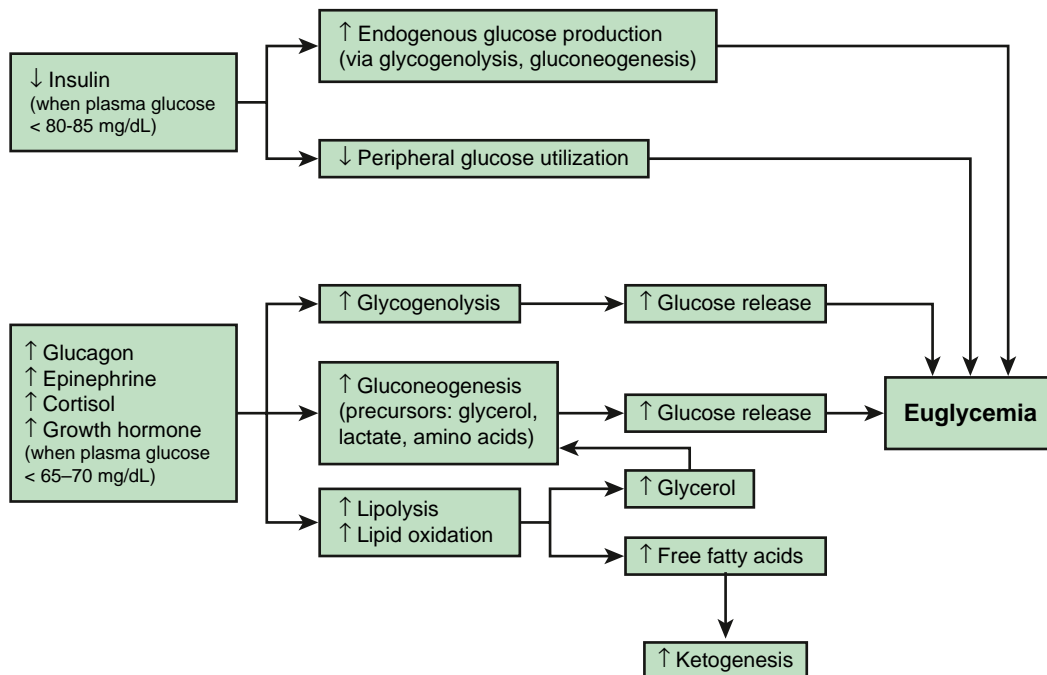 ↑ Endogenous glucose production
(via glycogenolysis, gluconeogenesis)
↓ Insulin
(when plasma glucose
< 80-85 mg/dL)
↓ Peripheral glucose utilization
↑ Glycogenolysis
↑ Glucose release
↑ Glucagon
↑ Epinephrine
↑ Cortisol
↑ Growth hormone
(when plasma glucose
< 65–70 mg/dL)
↑ Gluconeogenesis
(precursors: glycerol,
lactate, amino acids)
↑ Glucose release
Euglycemia
↑ Lipolysis
↑ Lipid oxidation
↑ Glycerol
↑ Free fatty acids
↑ Ketogenesis